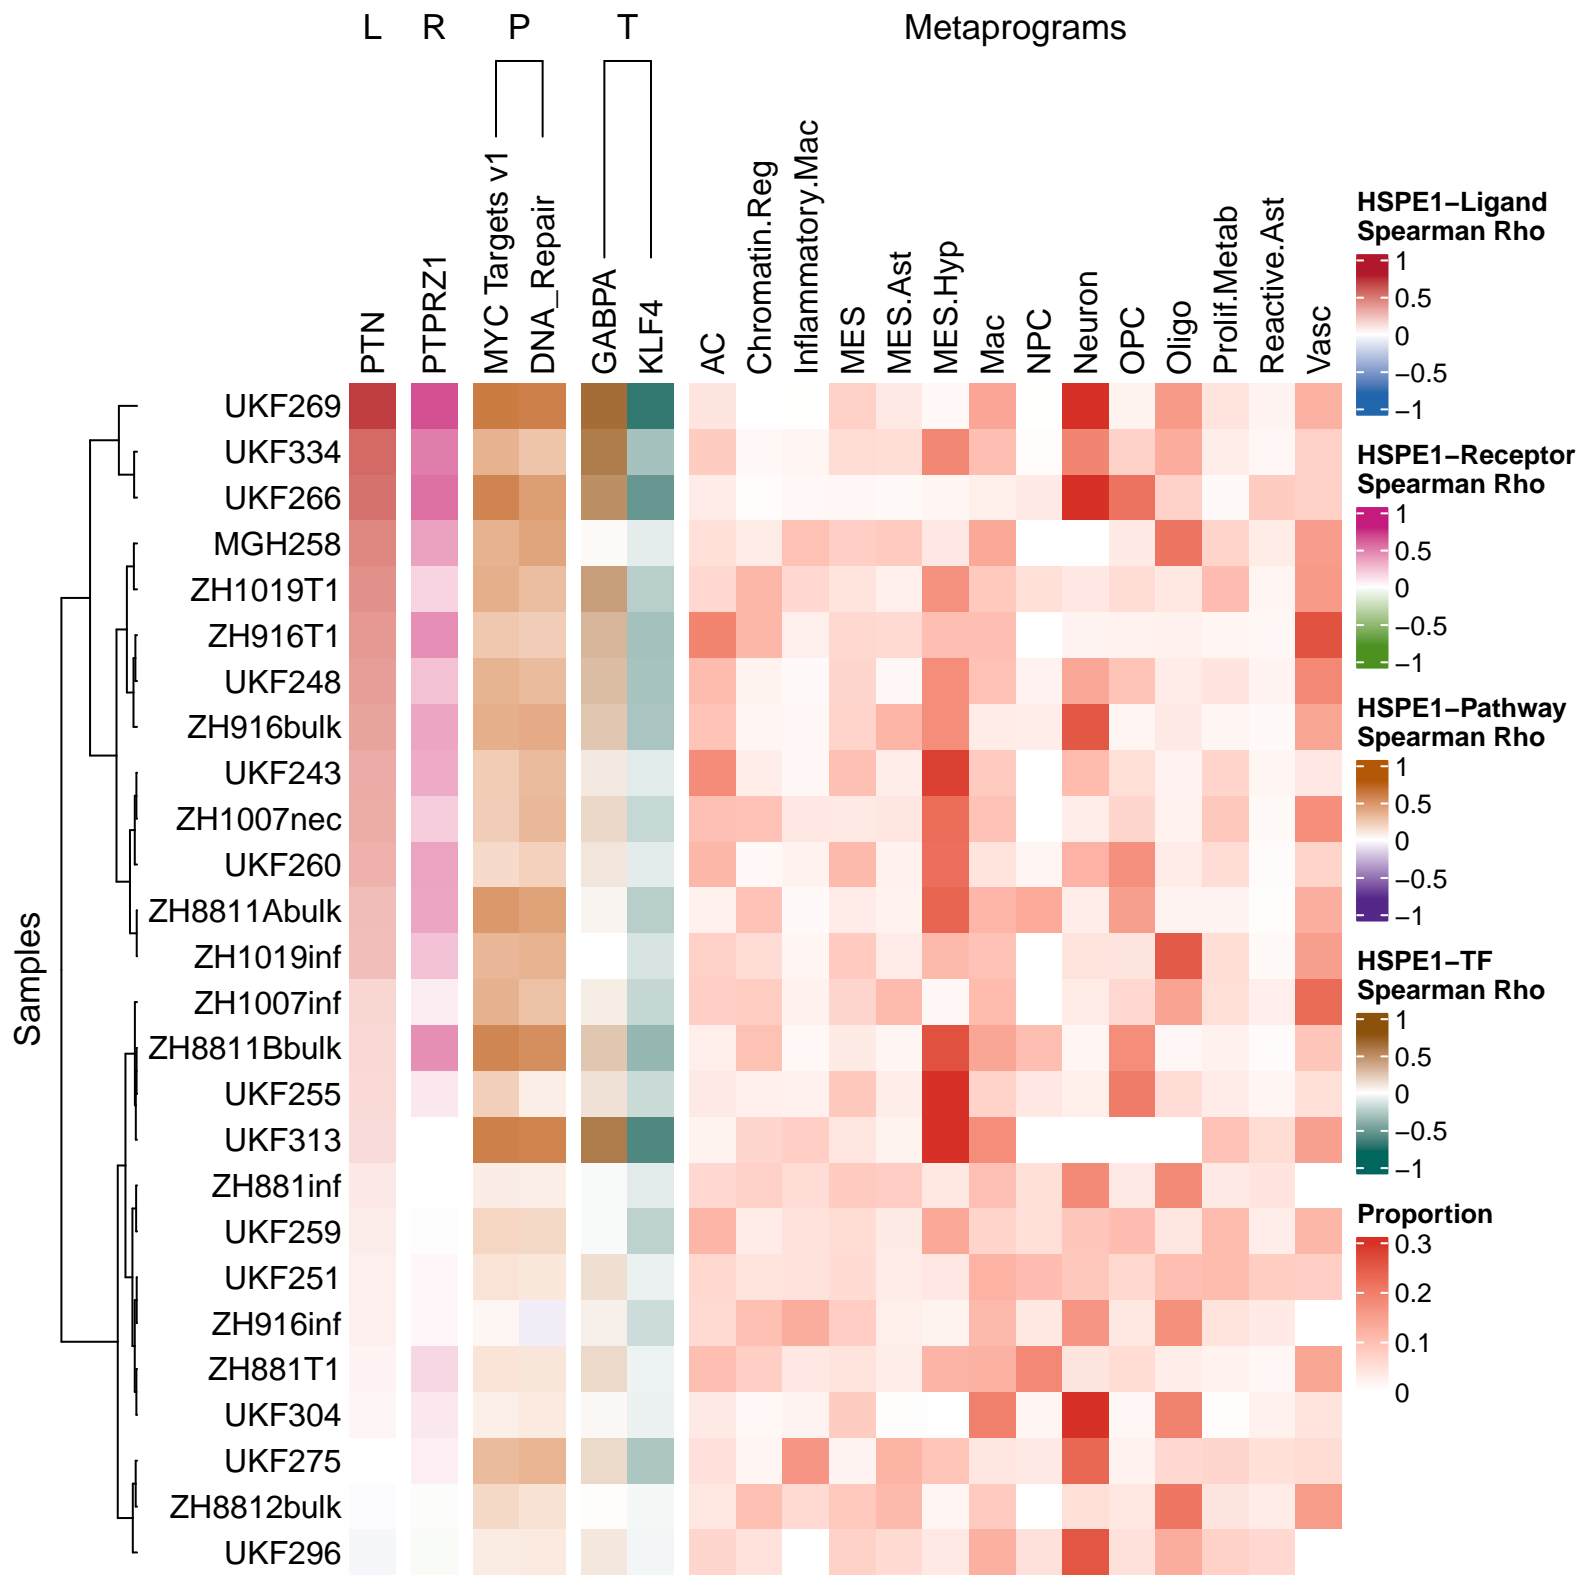 L R P T Metaprograms
PTN
PTPRZ1
MYC Targets v1
DNA_Repair
GABPA
KLF4
AC
Chromatin.Reg
Inflammatory.Mac
MES
MES.Ast
MES.Hyp
Mac
NPC
Neuron
OPC
Oligo
Prolif.Metab
Reactive.Ast
Vasc
Samples
UKF269
UKF334
UKF266
MGH258
ZH1019T1
ZH916T1
UKF248
ZH916bulk
UKF243
ZH1007nec
UKF260
ZH8811Abulk
ZH1019inf
ZH1007inf
ZH8811Bbulk
UKF255
UKF313
ZH881inf
UKF259
UKF251
ZH916inf
ZH881T1
UKF304
UKF275
ZH8812bulk
UKF296
HSPE1−Ligand
Spearman Rho
1
0.5
0
−0.5
−1
HSPE1−Receptor
Spearman Rho
1
0.5
0
−0.5
−1
HSPE1−Pathway
Spearman Rho
1
0.5
0
−0.5
−1
HSPE1−TF
Spearman Rho
1
0.5
0
−0.5
−1
Proportion
0.3
0.2
0.1
0